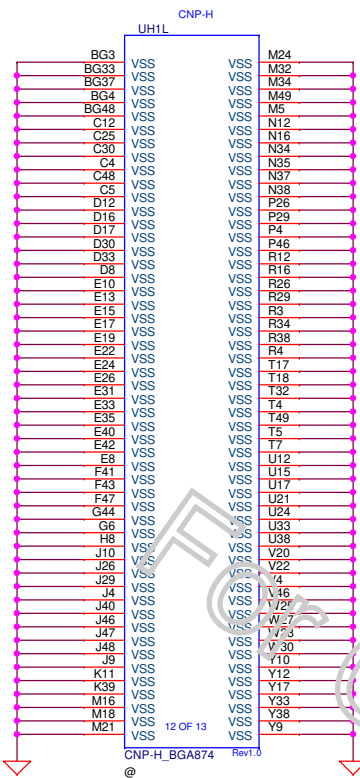 CNP-H
UH1L
BG3 VSS VSS M24
BG33 VSS VSS M32
BG37 VSS VSS M34
BG4 VSS VSS M49
BG48 VSS VSS M5
C12 VSS VSS N12
C25 VSS VSS N16
C30 VSS VSS N34
C4 VSS VSS N35
C48 VSS VSS N37
C5 VSS VSS N38
D12 VSS VSS P26
D16 VSS VSS P29
D17 VSS VSS P4
D30 VSS VSS P46
D33 VSS VSS R12
D8 VSS VSS R16
E10 VSS VSS R26
E13 VSS VSS R29
E15 VSS VSS R3
E17 VSS VSS R34
E19 VSS VSS R38
E22 VSS VSS R4
E24 VSS VSS T17
E26 VSS VSS T18
E31 VSS VSS T32
E33 VSS VSS T4
E35 VSS VSS T49
E40 VSS VSS T5
E42 VSS VSS T7
E8 VSS VSS U12
F41 VSS VSS U15
F43 VSS VSS U17
F47 VSS VSS U21
G44 VSS VSS U24
G6 VSS VSS U33
H8 VSS VSS U38
J10 VSS VSS V20
J26 VSS VSS V22
J29 VSS VSS V4
J4 VSS VSS V46
J40 VSS VSS W25
J46 VSS VSS W27
J47 VSS VSS W28
J48 VSS VSS W30
J9 VSS VSS Y10
K11 VSS VSS Y12
K39 VSS VSS Y17
M16 VSS VSS Y33
M18 VSS VSS Y38
M21 VSS VSS Y9
12 OF 13
CNP-H_BGA874 Rev1.0
@
For